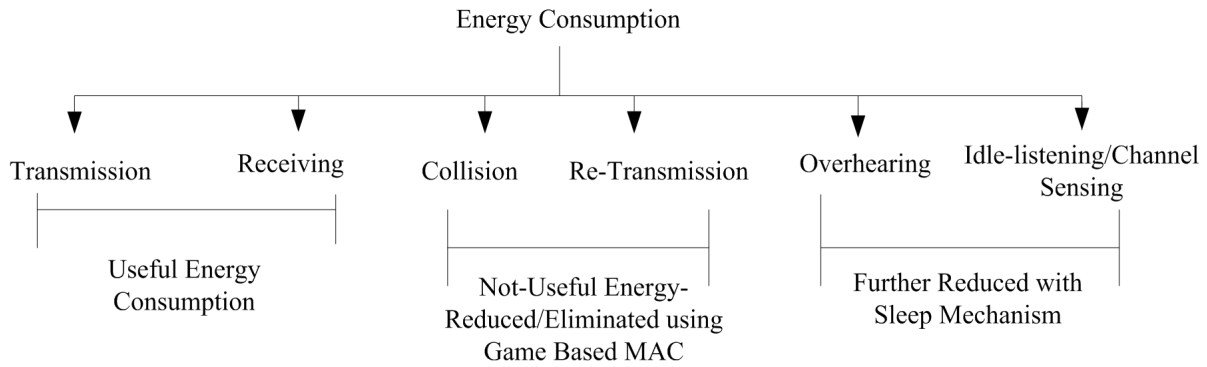 Energy Consumption
Transmission
Receiving
Collision
Re-Transmission
Overhearing
Idle-listening/Channel
Sensing
Useful Energy
Consumption
Not-Useful Energy-
Reduced/Eliminated using
Game Based MAC
Further Reduced with
Sleep Mechanism